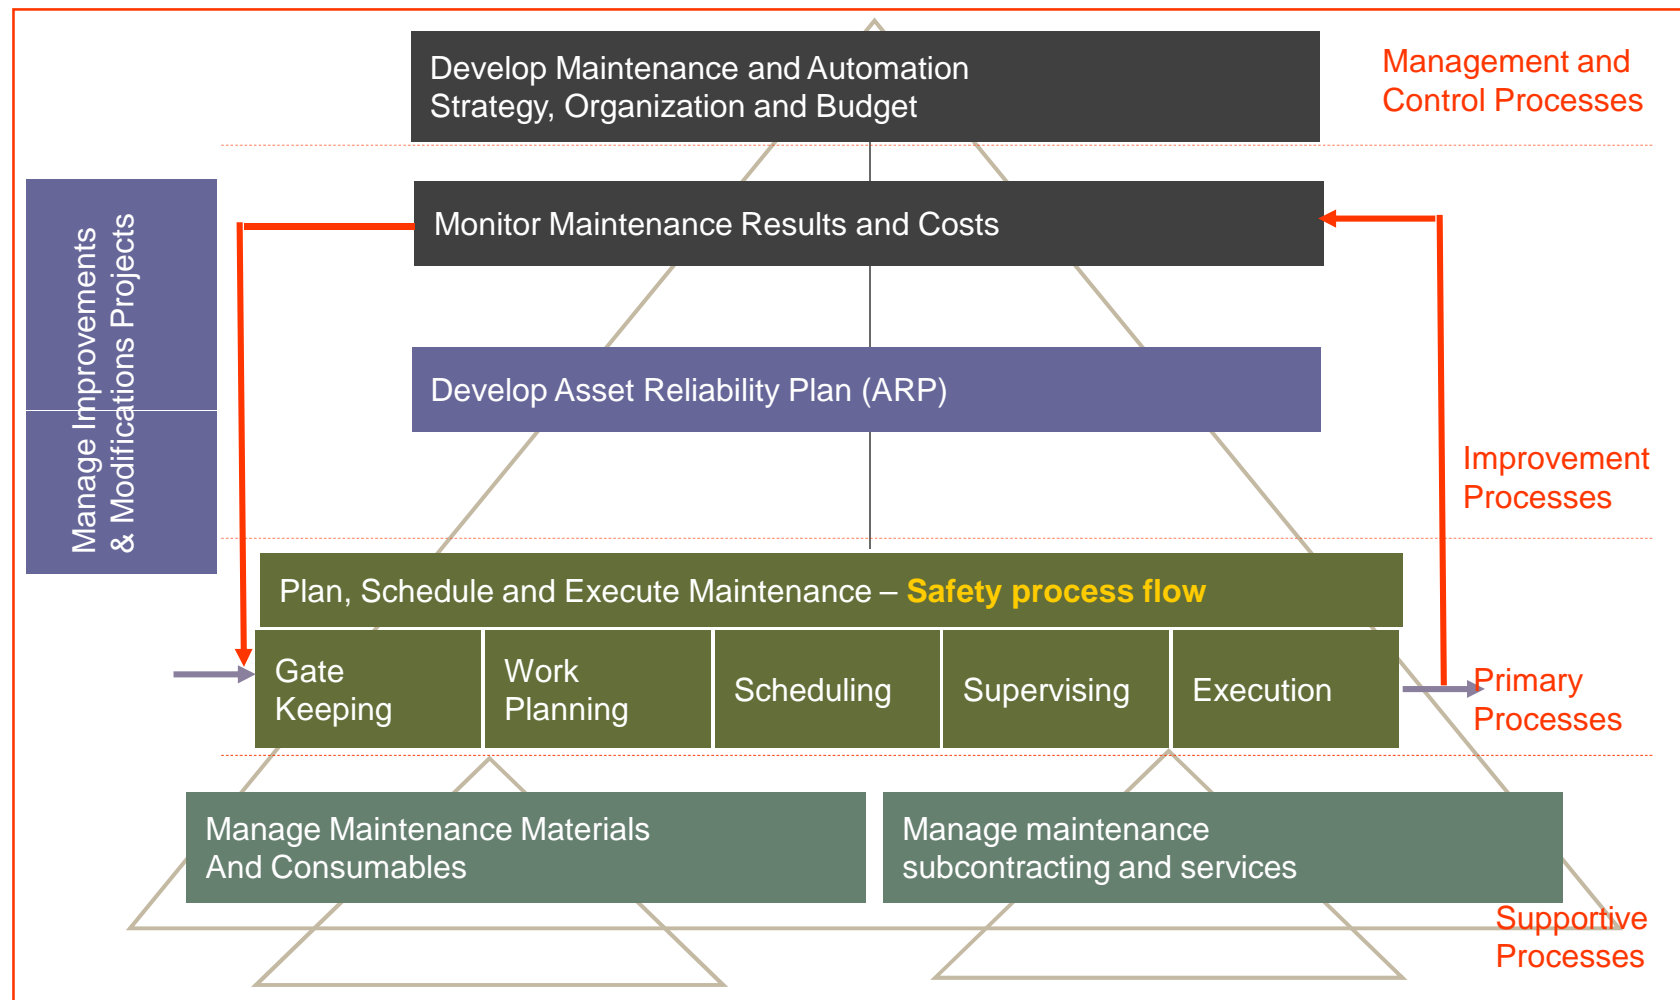 Develop Maintenance and Automation
Strategy, Organization and Budget
Management and
Control Processes
Manage Improvements
& Modifications Projects
Monitor Maintenance Results and Costs
Develop Asset Reliability Plan (ARP)
Improvement
Processes
Plan, Schedule and Execute Maintenance – Safety process flow
Gate
Keeping
Work
Planning
Scheduling
Supervising
Execution
Primary
Processes
Manage Maintenance Materials
And Consumables
Manage maintenance
subcontracting and services
Supportive
Processes